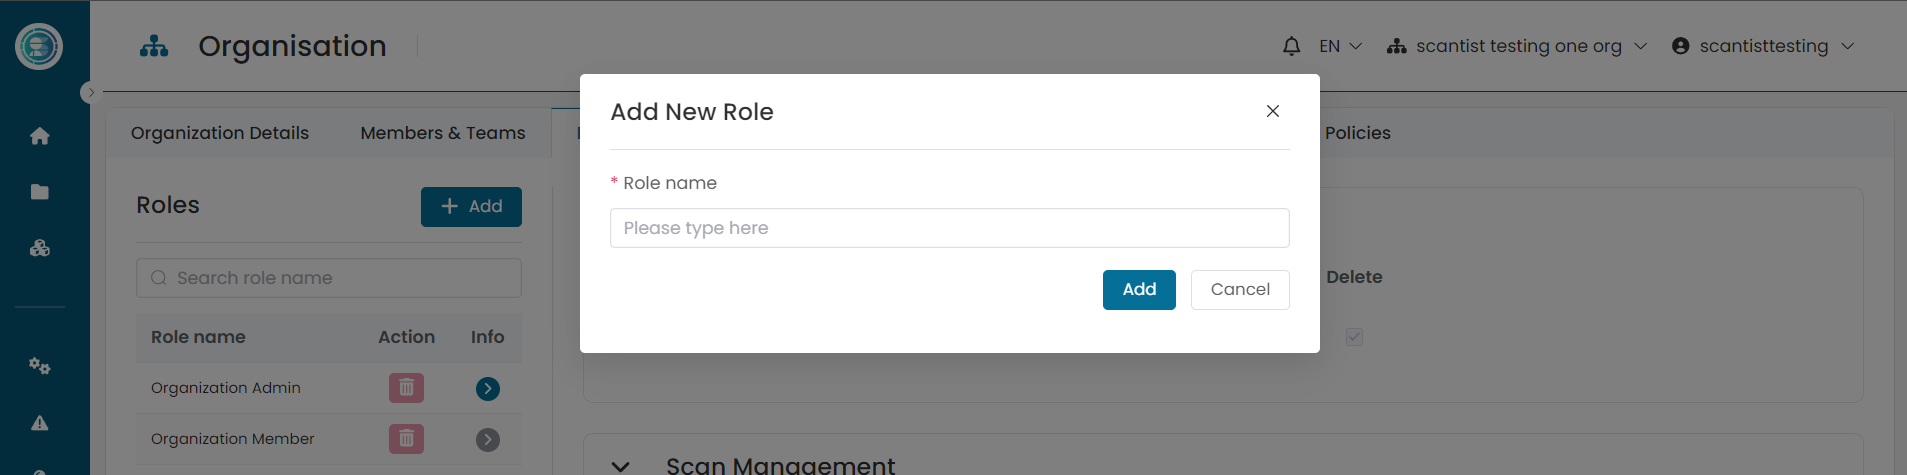 Organisation
EN
scantist testing one org
scantisttesting
Organization Details
Members & Teams
Policies
Add New Role
* Role name
Please type here
Add
Cancel
Roles
+ Add
Search role name
Role name
Action
Info
Organization Admin
Organization Member
Delete
Scan Management